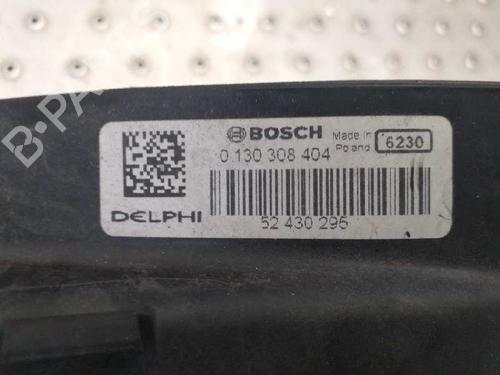 BOSCH
Made in
Poland
6230
0 130 308 404
DELPHI
52 430 295
B-PA